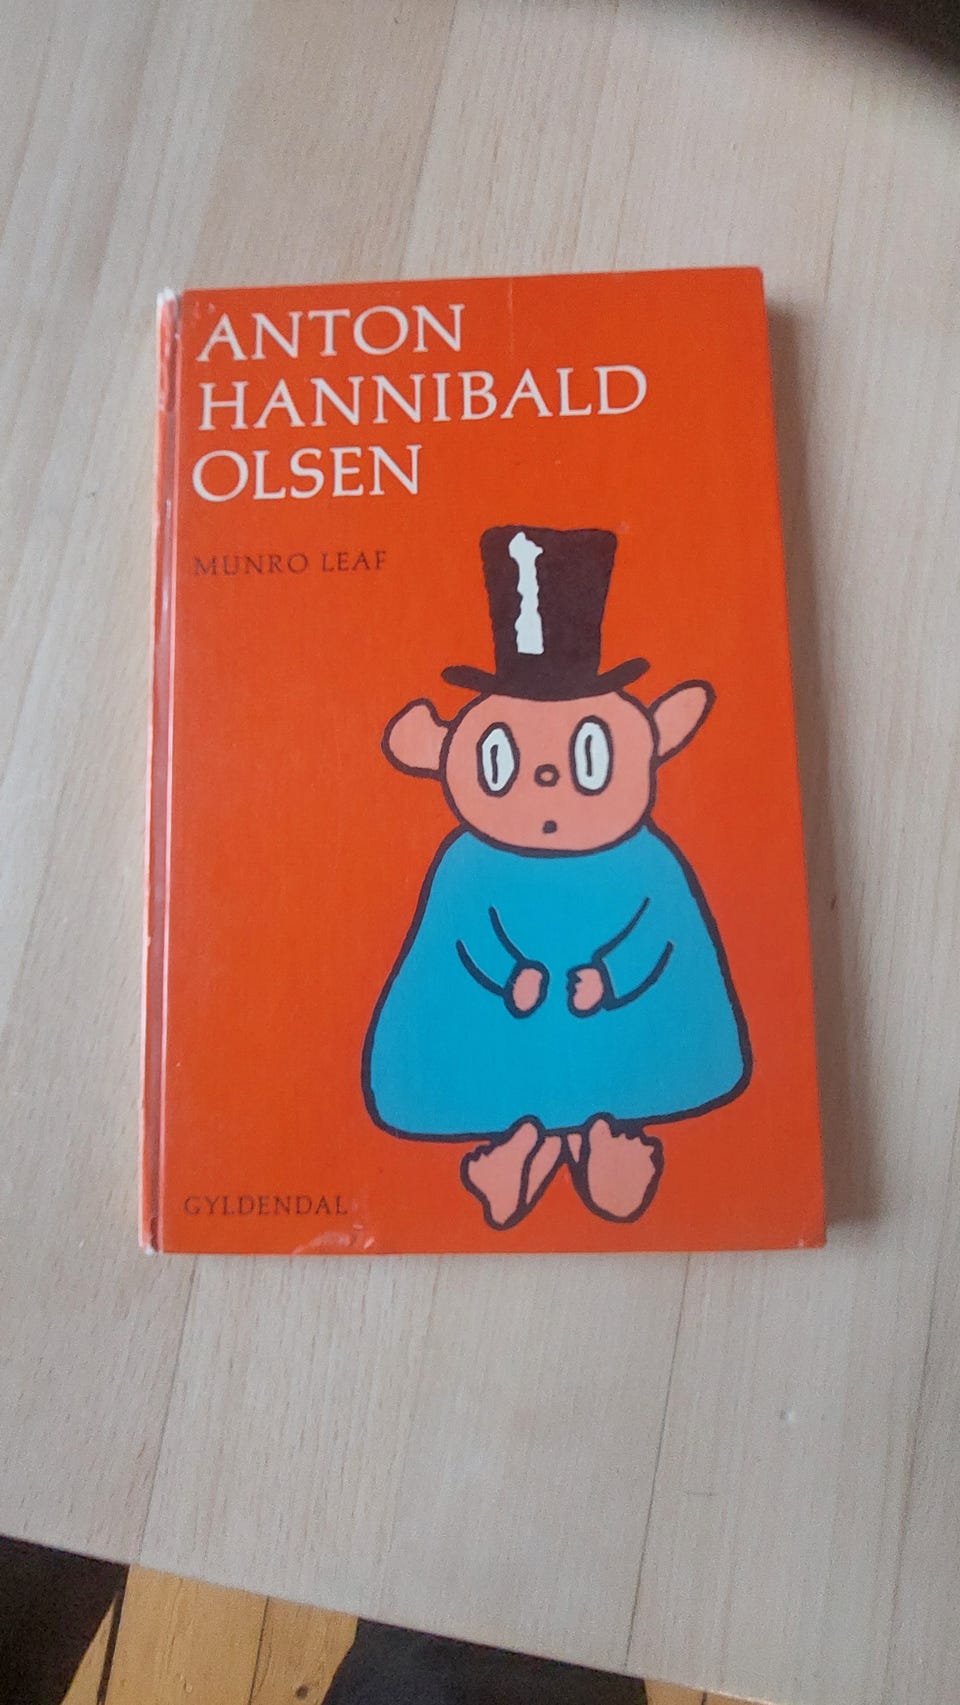 ANTON
HANNIBALD
OLSEN
MUNRO LEAF
GYLDENDAL